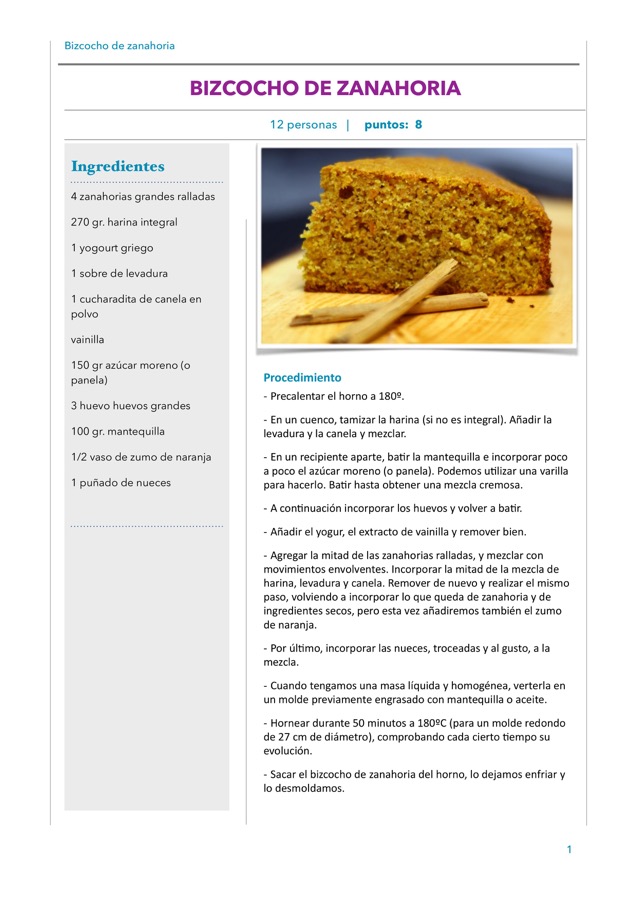 Bizcocho de zanahoria
BIZCOCHO DE ZANAHORIA
12 personas | puntos: 8
Ingredientes
4 zanahorias grandes ralladas
270 gr. harina integral
1 yogourt griego
1 sobre de levadura
1 cucharadita de canela en
polvo
vainilla
150 gr azúcar moreno (o
panela)
3 huevo huevos grandes
100 gr. mantequilla
1/2 vaso de zumo de naranja
1 puñado de nueces
Procedimiento
- Precalentar el horno a 180º.
- En un cuenco, tamizar la harina (si no es integral). Añadir la
levadura y la canela y mezclar.
- En un recipiente aparte, batir la mantequilla e incorporar poco
a poco el azúcar moreno (o panela). Podemos utilizar una varilla
para hacerlo. Batir hasta obtener una mezcla cremosa.
- A continuación incorporar los huevos y volver a batir.
- Añadir el yogur, el extracto de vainilla y remover bien.
- Agregar la mitad de las zanahorias ralladas, y mezclar con
movimientos envolventes. Incorporar la mitad de la mezcla de
harina, levadura y canela. Remover de nuevo y realizar el mismo
paso, volviendo a incorporar lo que queda de zanahoria y de
ingredientes secos, pero esta vez añadiremos también el zumo
de naranja.
- Por último, incorporar las nueces, troceadas y al gusto, a la
mezcla.
- Cuando tengamos una masa líquida y homogénea, verterla en
un molde previamente engrasado con mantequilla o aceite.
- Hornear durante 50 minutos a 180ºC (para un molde redondo
de 27 cm de diámetro), comprobando cada cierto tiempo su
evolución.
- Sacar el bizcocho de zanahoria del horno, lo dejamos enfriar y
lo desmoldamos.
1